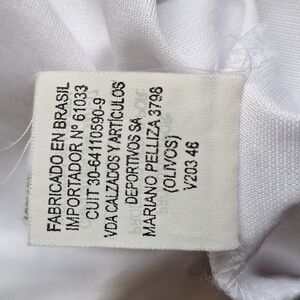 FABRICADO EN BRASIL
IMPORTADOR Nº 61033
CUIT 30-64110590-9
VDA CALZADOS Y ARTÍCULOS
DEPORTIVOS SA
MARIANO PELLIZA 3798
(OLIVOS)
V203 46